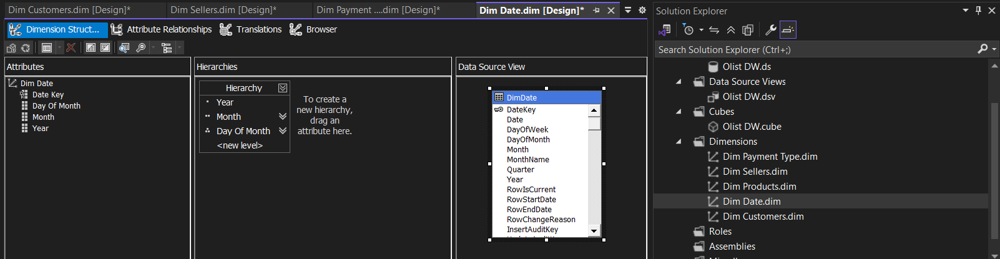 Dim Customers.dim [Design]*
Dim Sellers.dim [Design]*
Dim Payment ....dim [Design]*
Dim Date.dim [Design]*
Dimension Struct...
Attribute Relationships
Translations
Browser
Attributes
Dim Date
Date Key
Day Of Month
Month
Year
Hierarchies
Hierarchy
Year
Month
Day Of Month
<new level>
To create a
new hierarchy,
drag an
attribute here.
Data Source View
DimDate
DateKey
Date
DayOfWeek
DayOfMonth
Month
MonthName
Quarter
Year
RowIsCurrent
RowStartDate
RowEndDate
RowChangeReason
InsertAuditKey
Solution Explorer
Search Solution Explorer (Ctrl+;)
Olist DW.ds
Data Source Views
Olist DW.dsv
Cubes
Olist DW.cube
Dimensions
Dim Payment Type.dim
Dim Sellers.dim
Dim Products.dim
Dim Date.dim
Dim Customers.dim
Roles
Assemblies